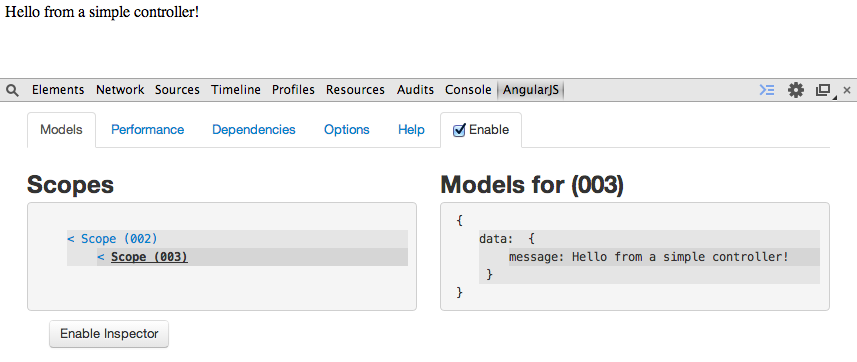 Hello from a simple controller!
Elements Network Sources Timeline Profiles Resources Audits Console AngularJS
Models Performance Dependencies Options Help Enable
Scopes
< Scope (002)
< Scope (003)
Enable Inspector
Models for (003)
{
data: {
message: Hello from a simple controller!
}
}